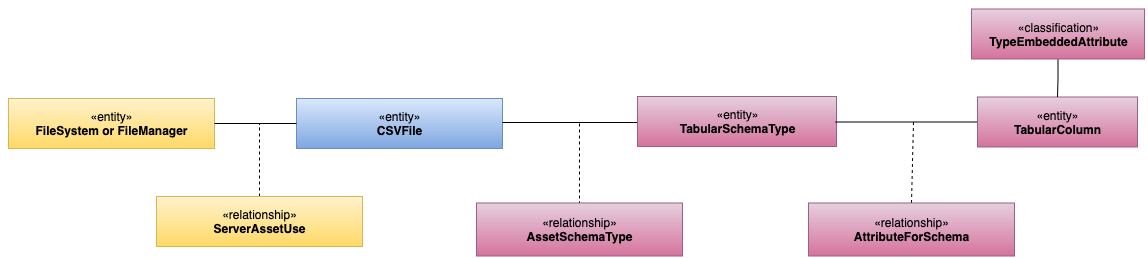 «classification»
TypeEmbeddedAttribute
«entity»
FileSystem or FileManager
«entity»
CSVFile
«entity»
TabularSchemaType
«entity»
TabularColumn
«relationship»
ServerAssetUse
«relationship»
AssetSchemaType
«relationship»
AttributeForSchema